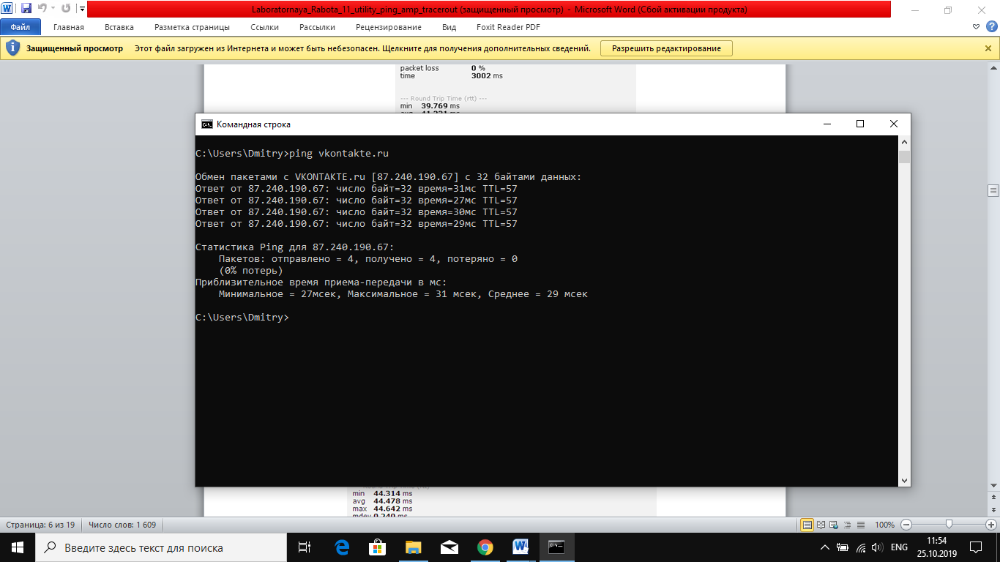 Laboratornaya_Rabota_11_utility_ping_amp_tracerout (защищенный просмотр) - Microsoft Word (Сбой активации продукта)
Файл Главная Вставка Разметка страницы Ссылки Рассылки Рецензирование Вид Foxit Reader PDF
Защищенный просмотр Этот файл загружен из Интернета и может быть небезопасен. Щелкните для получения дополнительных сведений. Разрешить редактирование
packet loss 0 %
time 3002 ms
--- Round Trip Time (rtt) ---
min 39.769 ms
Командная строка
C:\Users\Dmitry>ping vkontakte.ru
Обмен пакетами с VKONTAKTE.ru [87.240.190.67] с 32 байтами данных:
Ответ от 87.240.190.67: число байт=32 время=31мс TTL=57
Ответ от 87.240.190.67: число байт=32 время=27мс TTL=57
Ответ от 87.240.190.67: число байт=32 время=30мс TTL=57
Ответ от 87.240.190.67: число байт=32 время=29мс TTL=57
Статистика Ping для 87.240.190.67:
Пакетов: отправлено = 4, получено = 4, потеряно = 0
(0% потерь)
Приблизительное время приема-передачи в мс:
Минимальное = 27мсек, Максимальное = 31 мсек, Среднее = 29 мсек
C:\Users\Dmitry>
min 44.314 ms
avg 44.478 ms
max 44.642 ms
mdev 0.240 ms
Страница: 6 из 19 Число слов: 1 609 100%
Введите здесь текст для поиска ENG 11:54
25.10.2019